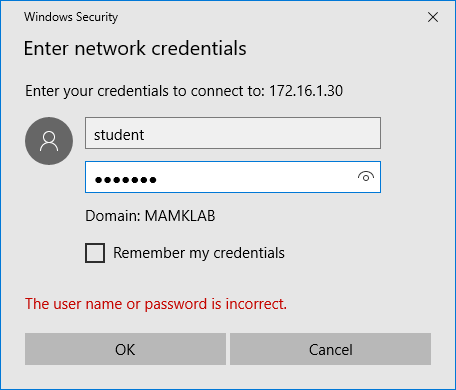 Windows Security
Enter network credentials
Enter your credentials to connect to: 172.16.1.30
student
•••••••
Domain: MAMKLAB
Remember my credentials
The user name or password is incorrect.
OK
Cancel